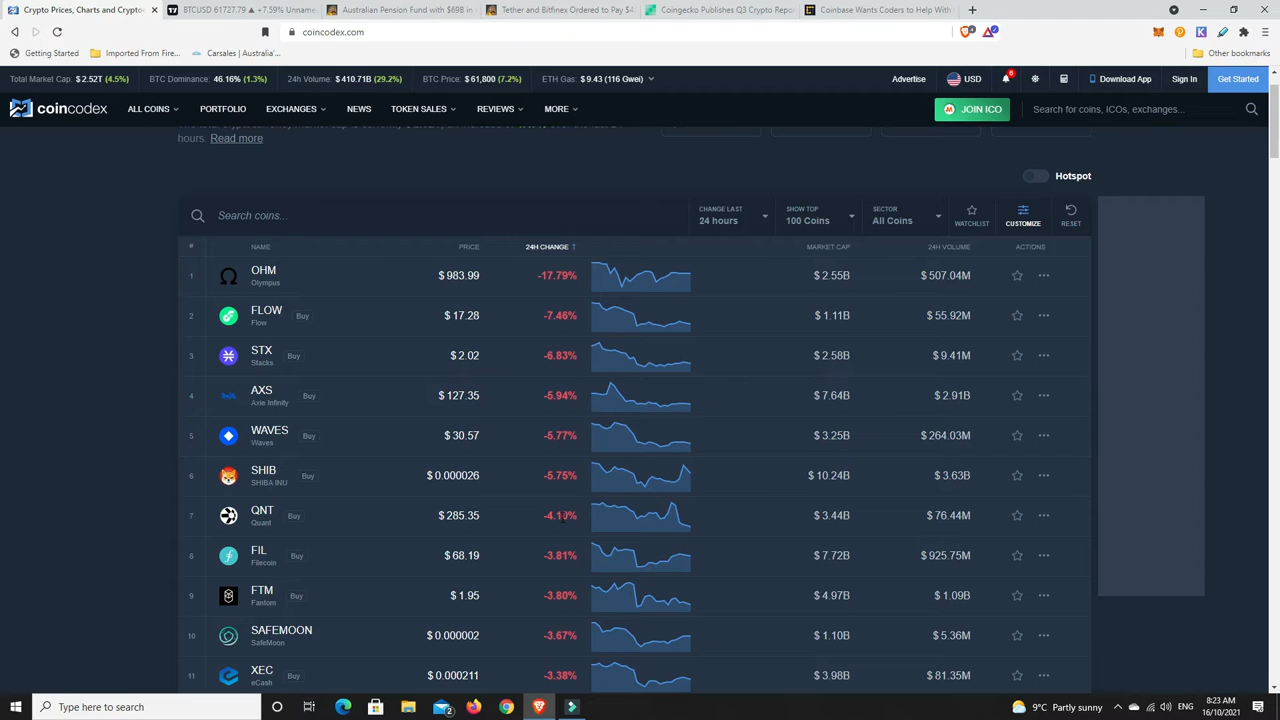 Crypto Prices, Charts and Cryptoc
BTCUSD 61727.79 ▲ +7.59% Unname
Australian Pension Fund with $69B in
Tether and Bitfinex Ordered to Pay $4
Coingecko Publishes Q3 Crypto Repor
Coinbase Wants Coders to Help With
coincodex.com
Getting Started
Imported From Fire...
Carsales | Australia'...
Other bookmarks
Total Market Cap: $ 2.52T (4.5%)
BTC Dominance: 46.16% (1.3%)
24h Volume: $ 410.71B (29.2%)
BTC Price: $ 61,800 (7.2%)
ETH Gas: $ 9.43 (116 Gwei)
Advertise
USD
6
Download App
Sign In
Get Started
coincodex
ALL COINS
PORTFOLIO
EXCHANGES
NEWS
TOKEN SALES
REVIEWS
MORE
JOIN ICO
Search for coins, ICOs, exchanges...
hours. Read more
Hotspot
Search coins...
CHANGE LAST
24 hours
SHOW TOP
100 Coins
SECTOR
All Coins
WATCHLIST
CUSTOMIZE
RESET
# NAME PRICE 24H CHANGE ↑ MARKET CAP 24H VOLUME ACTIONS
1 OHM $ 983.99 -17.79% $ 2.55B $ 507.04M
Olympus
2 FLOW Buy $ 17.28 -7.46% $ 1.11B $ 55.92M
Flow
3 STX Buy $ 2.02 -6.83% $ 2.58B $ 9.41M
Stacks
4 AXS Buy $ 127.35 -5.94% $ 7.64B $ 2.91B
Axie Infinity
5 WAVES Buy $ 30.57 -5.77% $ 3.25B $ 264.03M
Waves
6 SHIB Buy $ 0.000026 -5.75% $ 10.24B $ 3.63B
SHIBA INU
7 QNT Buy $ 285.35 -4.10% $ 3.44B $ 76.44M
Quant
8 FIL Buy $ 68.19 -3.81% $ 7.72B $ 925.75M
Filecoin
9 FTM Buy $ 1.95 -3.80% $ 4.97B $ 1.09B
Fantom
10 SAFEMOON $ 0.000002 -3.67% $ 1.10B $ 5.36M
SafeMoon
11 XEC Buy $ 0.000211 -3.38% $ 3.98B $ 81.35M
eCash
Type here to search
9°C Partly sunny
ENG
8:23 AM
16/10/2021